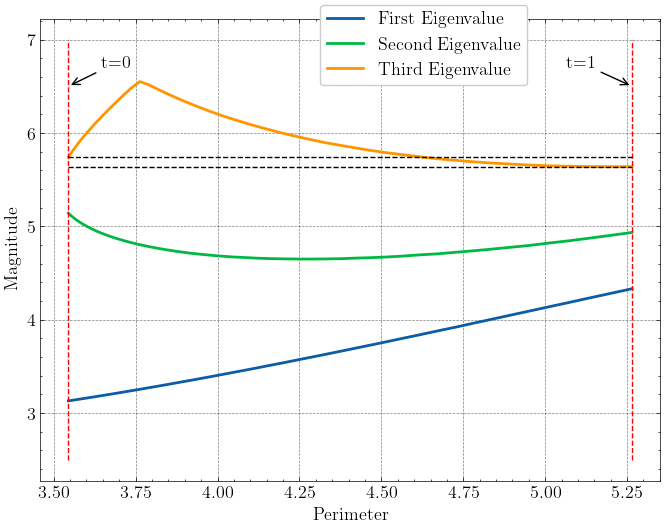 First Eigenvalue
Second Eigenvalue
Third Eigenvalue
t=0
t=1
7
6
5
4
3
Magnitude
3.50 3.75 4.00 4.25 4.50 4.75 5.00 5.25
Perimeter